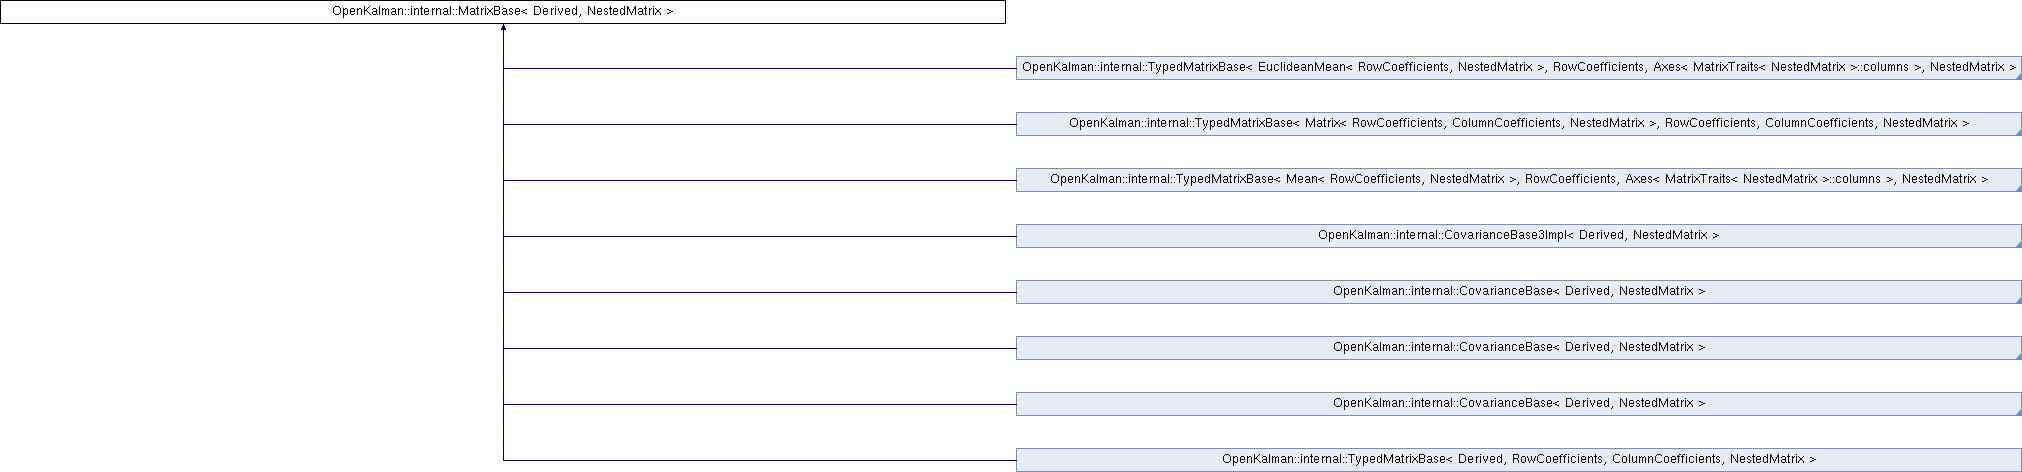 OpenKalman::internal::MatrixBase< Derived, NestedMatrix >
OpenKalman::internal::TypedMatrixBase< EuclideanMean< RowCoefficients, NestedMatrix >, RowCoefficients, Axes< MatrixTraits< NestedMatrix >::columns >, NestedMatrix >
OpenKalman::internal::TypedMatrixBase< Matrix< RowCoefficients, ColumnCoefficients, NestedMatrix >, RowCoefficients, ColumnCoefficients, NestedMatrix >
OpenKalman::internal::TypedMatrixBase< Mean< RowCoefficients, NestedMatrix >, RowCoefficients, Axes< MatrixTraits< NestedMatrix >::columns >, NestedMatrix >
OpenKalman::internal::CovarianceBase3Impl< Derived, NestedMatrix >
OpenKalman::internal::CovarianceBase< Derived, NestedMatrix >
OpenKalman::internal::CovarianceBase< Derived, NestedMatrix >
OpenKalman::internal::CovarianceBase< Derived, NestedMatrix >
OpenKalman::internal::TypedMatrixBase< Derived, RowCoefficients, ColumnCoefficients, NestedMatrix >